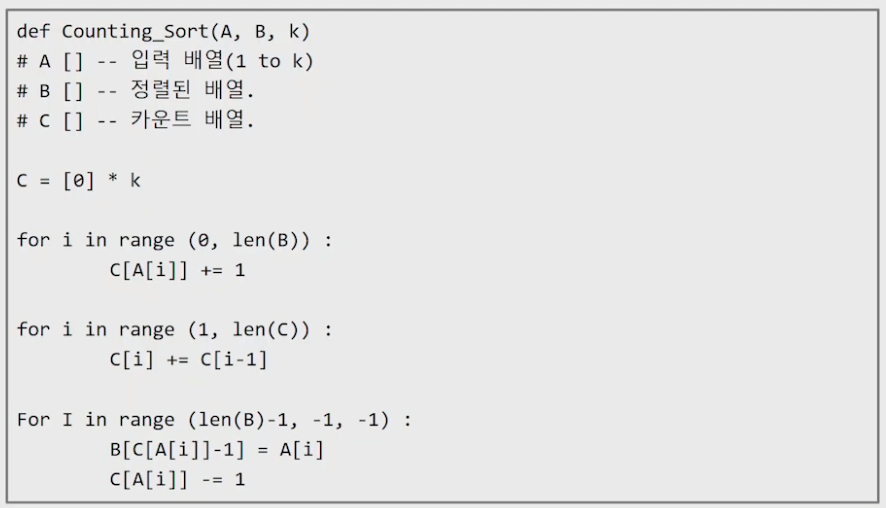 def Counting_Sort(A, B, k)
# A [] -- 입력 배열(1 to k)
# B [] -- 정렬된 배열.
# C [] -- 카운트 배열.
C = [0] * k
for i in range (0, len(B)) :
C[A[i]] += 1
for i in range (1, len(C)) :
C[i] += C[i-1]
For I in range (len(B)-1, -1, -1) :
B[C[A[i]]-1] = A[i]
C[A[i]] -= 1